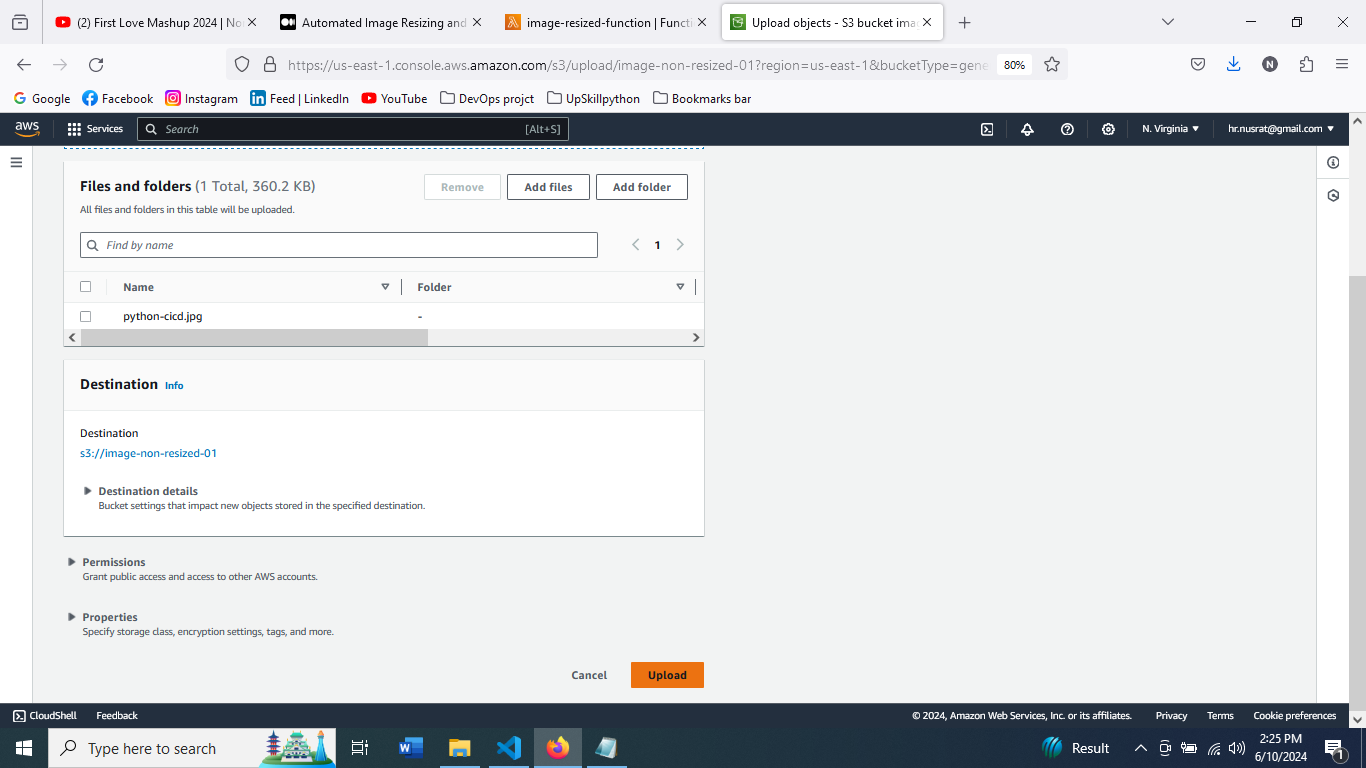 (2) First Love Mashup 2024 | No
Automated Image Resizing and
image-resized-function | Functi
Upload objects - S3 bucket ima
https://us-east-1.console.aws.amazon.com/s3/upload/image-non-resized-01?region=us-east-1&bucketType=gene
80%
Google
Facebook
Instagram
Feed | LinkedIn
YouTube
DevOps projct
UpSkillpython
Bookmarks bar
aws
Services
Search
[Alt+S]
N. Virginia
hr.nusrat@gmail.com
Files and folders (1 Total, 360.2 KB)
Remove
Add files
Add folder
All files and folders in this table will be uploaded.
Find by name
1
Name
Folder
python-cicd.jpg
-
Destination Info
Destination
s3://image-non-resized-01
Destination details
Bucket settings that impact new objects stored in the specified destination.
Permissions
Grant public access and access to other AWS accounts.
Properties
Specify storage class, encryption settings, tags, and more.
Cancel
Upload
CloudShell
Feedback
© 2024, Amazon Web Services, Inc. or its affiliates.
Privacy
Terms
Cookie preferences
Type here to search
Result
2:25 PM
6/10/2024
1